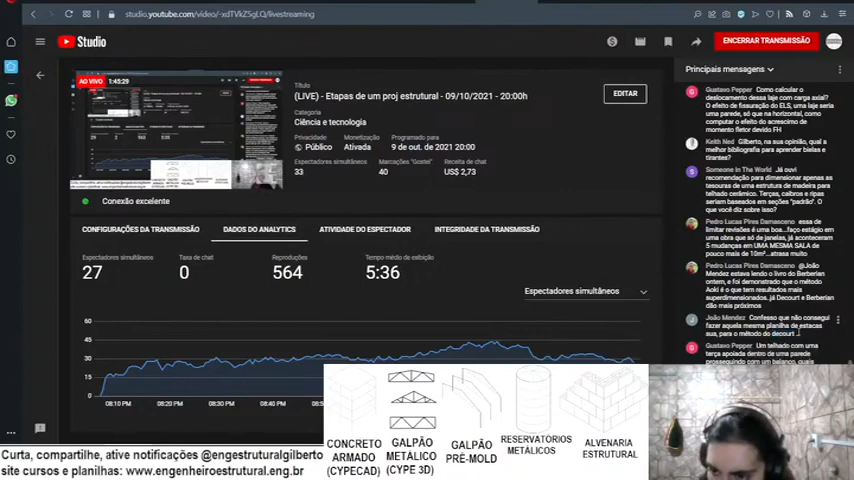 studio.youtube.com/video/-xdTVkZ5gLQ/livestreaming
Studio
ENCERRAR TRANSMISSÃO
AO VIVO 1:45:29
Título
(LIVE) - Etapas de um proj estrutural - 09/10/2021 - 20:00h
EDITAR
Categoria
Ciência e tecnologia
Privacidade Monetização Programado para
Público Ativada 9 de out. de 2021 20:00
Espectadores simultâneos Marcações "Gostei" Receita de chat
33 40 US$ 2,73
Conexão excelente
CONFIGURAÇÕES DA TRANSMISSÃO DADOS DO ANALYTICS ATIVIDADE DO ESPECTADOR INTEGRIDADE DA TRANSMISSÃO
Espectadores simultâneos Taxa de chat Reproduções Tempo médio de exibição
27 0 564 5:36
Espectadores simultâneos
60
45
30
15
0
08:10 PM 08:20 PM 08:30 PM 08:40 PM
Principais mensagens
Gustavo Pepper Como calcular o
deslocamento dessa laje com carga axial?
O efeito de fissuração do ELS, uma laje seria
uma parede, só que na horizontal, como
computar o efeito do acrescimo de
momento fletor devido FH
Keith Ned Gilberto, na sua opinião, qual a
melhor bibliografia para aprender bielas e
tirantes?
Someone in The World Já ouvi
recomendação para dimensionar apenas as
tesouras de uma estrutura de madeira para
telhado cerâmico. Terças, caibros e ripas
seriam baseados em seções "padrão". O
que você diz sobre isso?
Pedro Lucas Pires Damasceno essa de
limitar revisões é uma boa...faço estágio em
uma obra que só de janelas, já aconteceram
5 mudanças em UMA MESMA SALA de
pouco mais de 10m²...atrasa muito
Pedro Lucas Pires Damasceno @João
Mendez estava lendo o livro do Berberian
ontem, e foi demonstrado que o método
Aoki é o que tem resultados mais
superdimensionados. já Decourt e Berberian
dão mais próximos
João Mendez Confesso que não consegui
fazer aquela mesma planilha de estacas
sua, para o método do decourt
Gustavo Pepper Um telhado com uma
terça apoiada dentro de uma parede
prosseguindo com um balanço, quais
CONCRETO
ARMADO
(CYPECAD)
GALPÃO
METÁLICO
(CYPE 3D)
GALPÃO
PRÉ-MOLD
RESERVATÓRIOS
METÁLICOS
ALVENARIA
ESTRUTURAL
Curta, compartilhe, ative notificações @engestruturalgilberto
site cursos e planilhas: www.engenheiroestrutural.eng.br